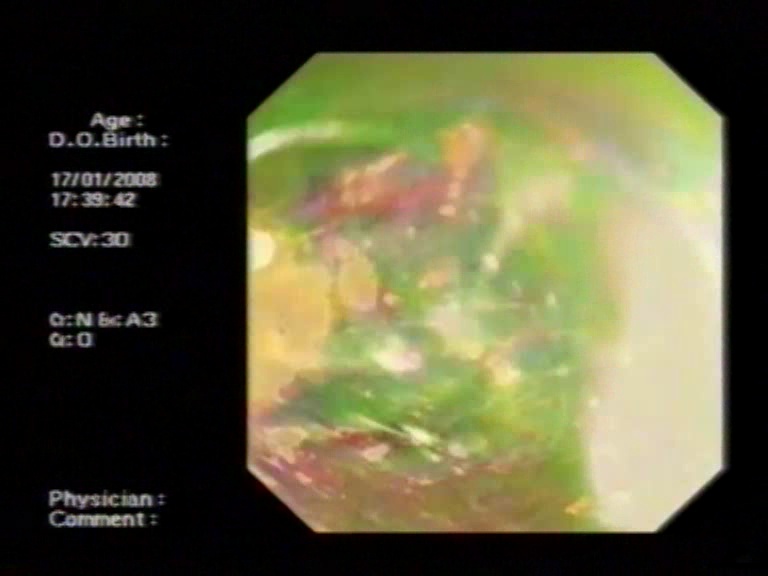 Age:
D.O.Birth:
17/01/2008
17:39:42
SCV:30
Physician:
Comment: